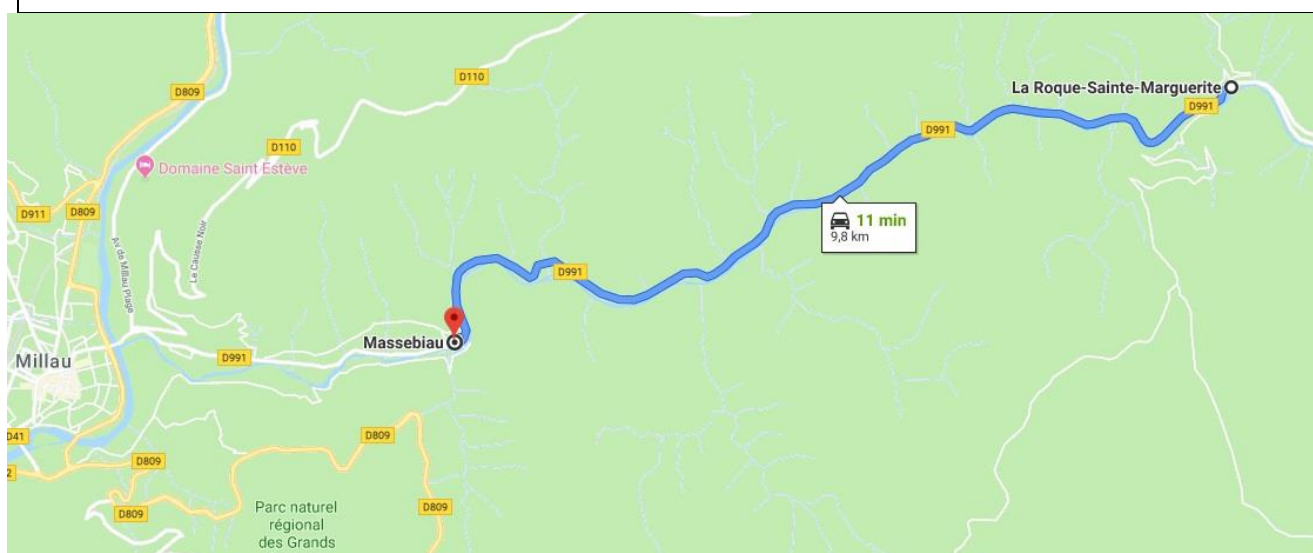 D809
D110
La Roque-Sainte-Marguerite
D991
D110
D991
Domaine Saint Estève
D911
D809
Le Causse Noir
11 min
9,8 km
Av de Millau Plage
D991
Massebiau
D991
Millau
D809
D41
D809
2
D809
Parc naturel
régional
des Grands